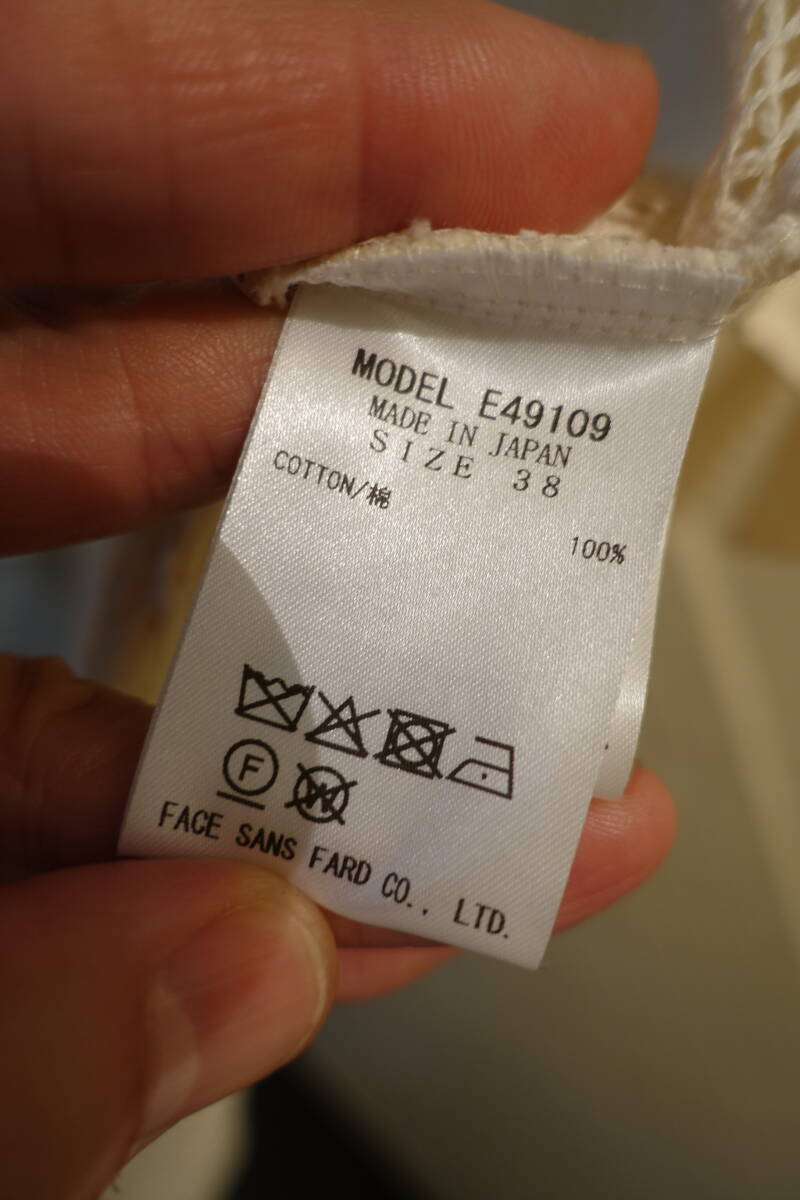 MODEL E49109
MADE IN JAPAN
SIZE 38
COTTON/棉
100%
F W
FACE SANS FARD CO., LTD.